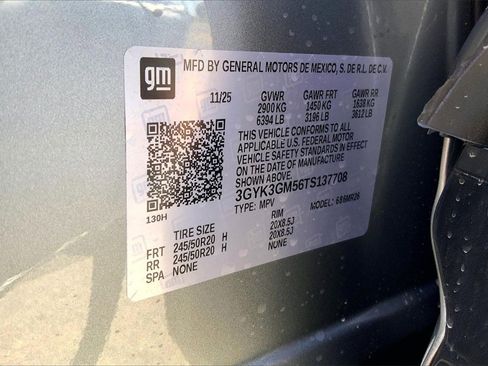 gm
MFD BY GENERAL MOTORS DE MEXICO, S. DE R.L. DE C.V.
11/25 GVWR GAWR FRT GAWR RR
2900 KG 1450 KG 1638 KG
6394 LB 3196 LB 3612 LB
THIS VEHICLE CONFORMS TO ALL
APPLICABLE U.S. FEDERAL MOTOR
VEHICLE SAFETY STANDARDS IN EFFECT
ON THE DATE OF MANUFACTURE
SHOWN ABOVE.
3GYK3GM56TS137708
TYPE: MPV MODEL: 686MR26
130H
TIRE SIZE RIM
FRT 245/50R20 H 20X8.5J
RR 245/50R20 H 20X8.5J
SPA NONE NONE